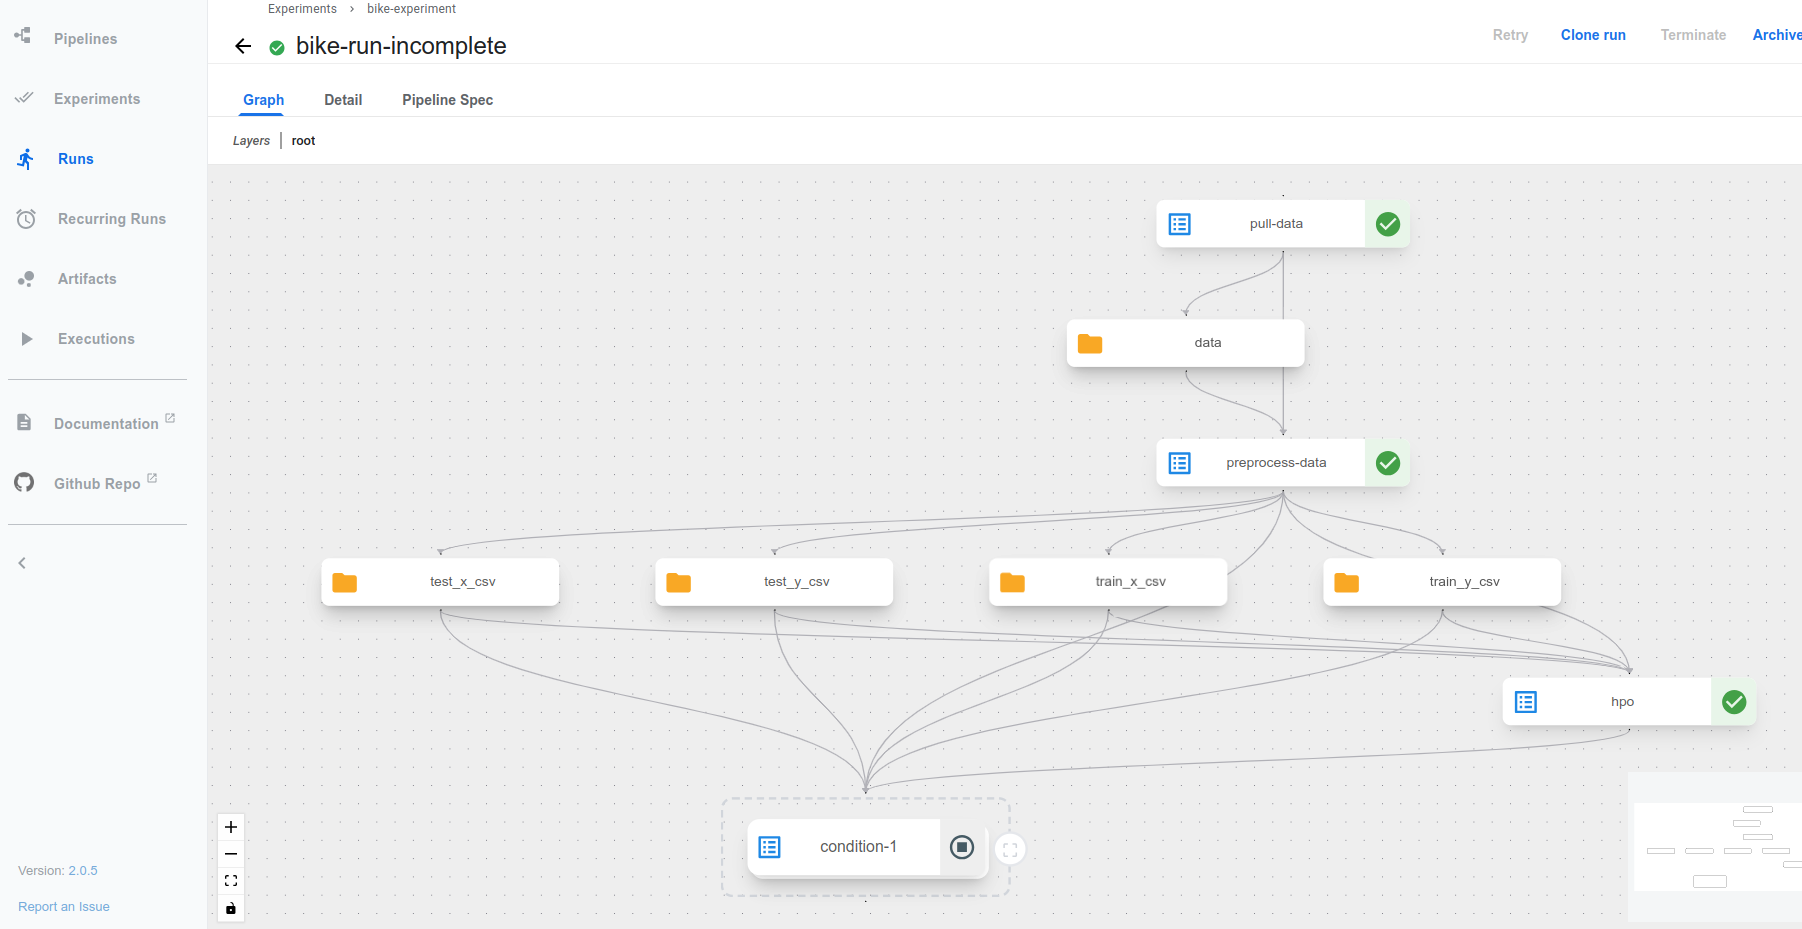 Pipelines
Experiments
Runs
Recurring Runs
Artifacts
Executions
Documentation
Github Repo
Version: 2.0.5
Report an Issue
Experiments > bike-experiment
bike-run-incomplete
Retry Clone run Terminate Archive
Graph Detail Pipeline Spec
Layers | root
pull-data
data
preprocess-data
test_x_csv test_y_csv train_x_csv train_y_csv
hpo
condition-1